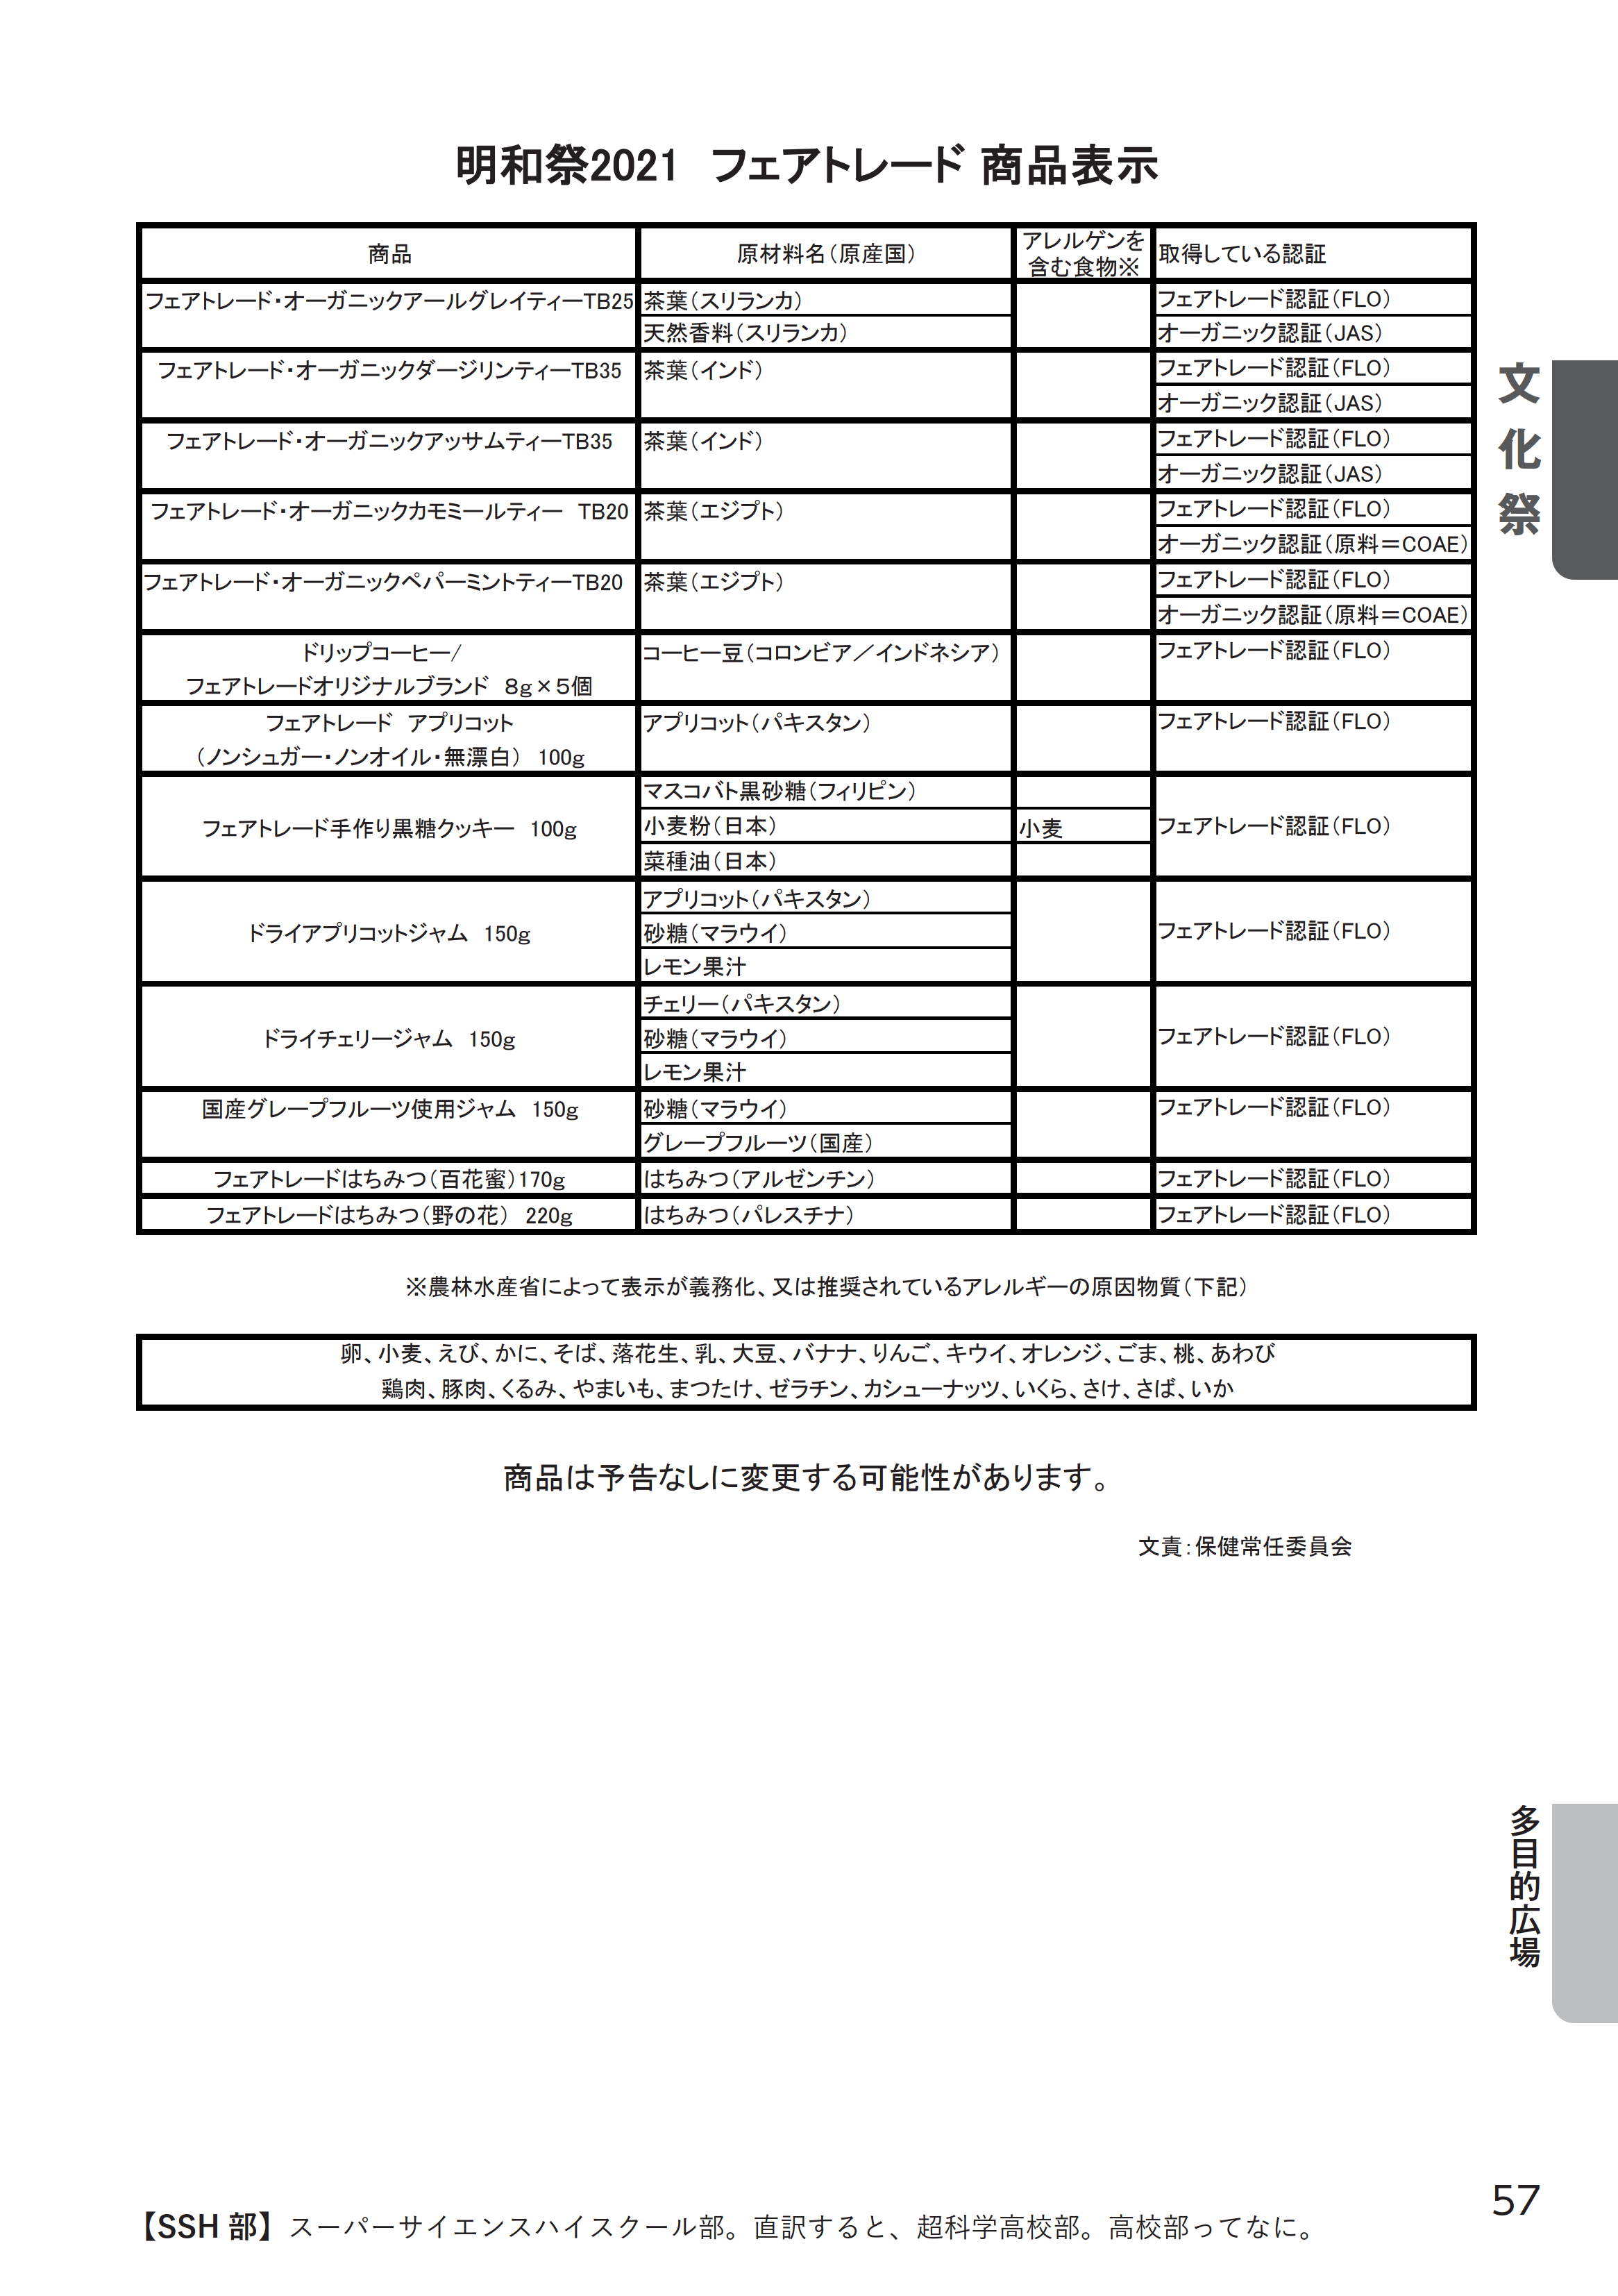 明和祭2021　フェアトレード 商品表示
商品
原材料名（原産国）
アレルゲンを
含む食物※
取得している認証
フェアトレード・オーガニックアールグレイティーTB25
茶葉（スリランカ）
フェアトレード認証（FLO）
天然香料（スリランカ）
オーガニック認証（JAS）
フェアトレード・オーガニックダージリンティーTB35
茶葉（インド）
フェアトレード認証（FLO）
オーガニック認証（JAS）
フェアトレード・オーガニックアッサムティーTB35
茶葉（インド）
フェアトレード認証（FLO）
オーガニック認証（JAS）
フェアトレード・オーガニックカモミールティー　TB20
茶葉（エジプト）
フェアトレード認証（FLO）
オーガニック認証（原料＝COAE）
フェアトレード・オーガニックペパーミントティーTB20
茶葉（エジプト）
フェアトレード認証（FLO）
オーガニック認証（原料＝COAE）
ドリップコーヒー/
フェアトレードオリジナルブランド　8g×5個
コーヒー豆（コロンビア／インドネシア）
フェアトレード認証（FLO）
フェアトレード　アプリコット
（ノンシュガー・ノンオイル・無漂白）　100g
アプリコット（パキスタン）
フェアトレード認証（FLO）
フェアトレード手作り黒糖クッキー　100g
マスコバト黒砂糖（フィリピン）
小麦粉（日本）
小麦
菜種油（日本）
フェアトレード認証（FLO）
ドライアプリコットジャム　150g
アプリコット（パキスタン）
砂糖（マラウイ）
レモン果汁
フェアトレード認証（FLO）
ドライチェリージャム　150g
チェリー（パキスタン）
砂糖（マラウイ）
レモン果汁
フェアトレード認証（FLO）
国産グレープフルーツ使用ジャム　150g
砂糖（マラウイ）
グレープフルーツ（国産）
フェアトレード認証（FLO）
フェアトレードはちみつ（百花蜜）170g
はちみつ（アルゼンチン）
フェアトレード認証（FLO）
フェアトレードはちみつ（野の花）　220g
はちみつ（パレスチナ）
フェアトレード認証（FLO）
※農林水産省によって表示が義務化、又は推奨されているアレルギーの原因物質（下記）
卵、小麦、えび、かに、そば、落花生、乳、大豆、バナナ、りんご、キウイ、オレンジ、ごま、桃、あわび
鶏肉、豚肉、くるみ、やまいも、まつたけ、ゼラチン、カシューナッツ、いくら、さけ、さば、いか
商品は予告なしに変更する可能性があります。
文責：保健常任委員会
文化祭
多目的広場
57
【SSH 部】スーパーサイエンスハイスクール部。直訳すると、超科学高校部。高校部ってなに。